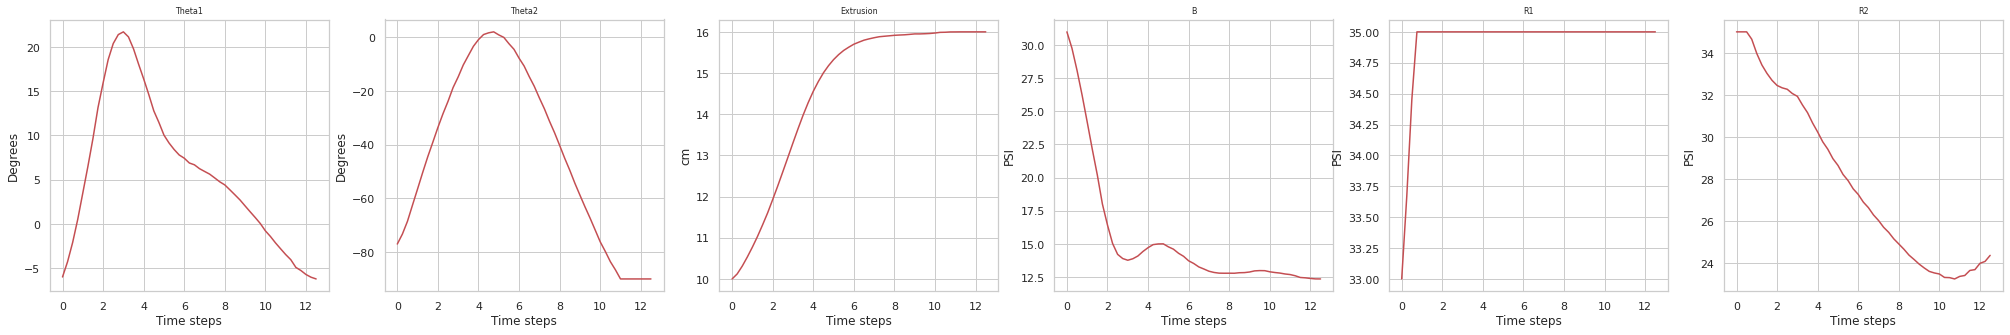 Theta1
20
15
10
5
0
−5
Degrees
0 2 4 6 8 10 12
Time steps
Theta2
0
−20
−40
−60
−80
Degrees
0 2 4 6 8 10 12
Time steps
Extrusion
16
15
14
13
12
11
10
cm
0 2 4 6 8 10 12
Time steps
B
30.0
27.5
25.0
22.5
20.0
17.5
15.0
12.5
PSI
0 2 4 6 8 10 12
Time steps
R1
35.00
34.75
34.50
34.25
34.00
33.75
33.50
33.25
33.00
PSI
0 2 4 6 8 10 12
Time steps
R2
34
32
30
28
26
24
PSI
0 2 4 6 8 10 12
Time steps